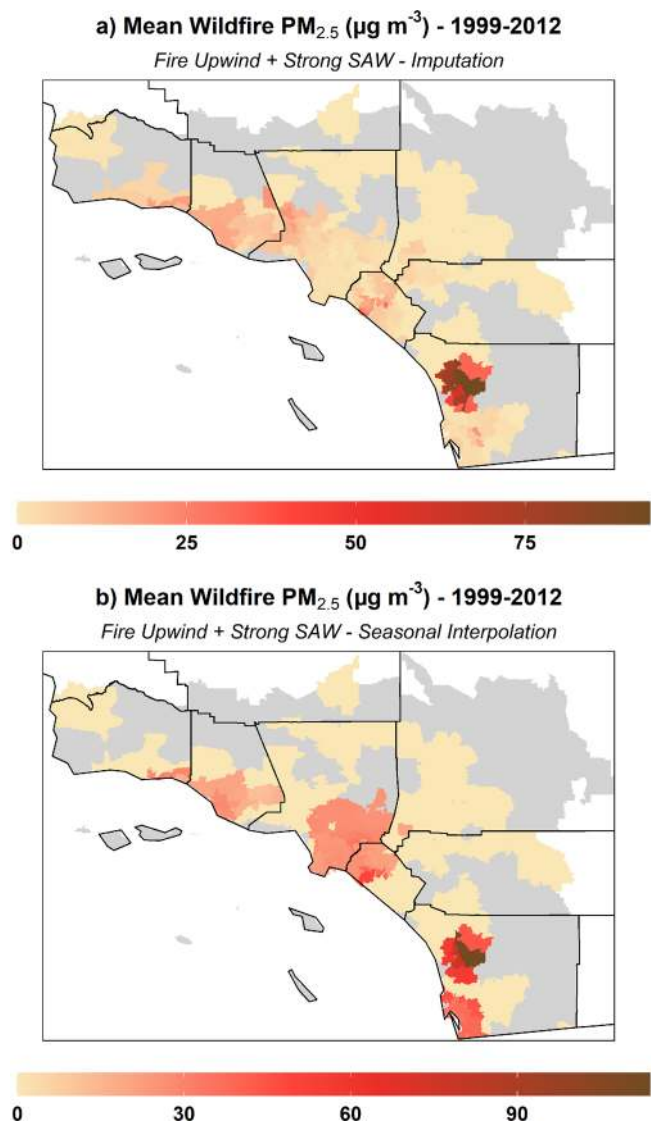 a) Mean Wildfire PM2.5 (µg m-3) - 1999-2012
Fire Upwind + Strong SAW - Imputation
0 25 50 75
b) Mean Wildfire PM2.5 (µg m-3) - 1999-2012
Fire Upwind + Strong SAW - Seasonal Interpolation
0 30 60 90